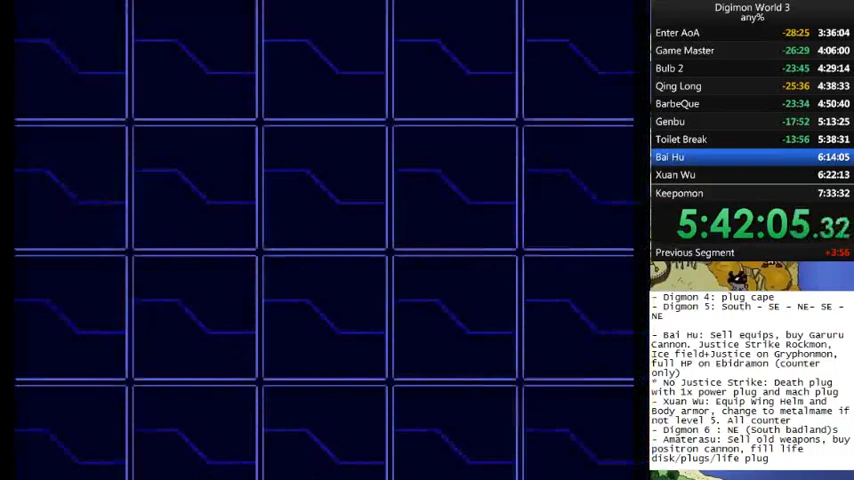 Digimon World 3
any%
Enter AoA -28:25 3:36:04
Game Master -26:29 4:06:00
Bulb 2 -23:45 4:29:14
Qing Long -25:36 4:38:33
BarbeQue -23:34 4:50:40
Genbu -17:52 5:13:25
Toilet Break -13:56 5:38:31
Bai Hu 6:14:05
Xuan Wu 6:22:13
Keepomon 7:33:32
5:42:05.32
Previous Segment +3:56
- Digmon 4: plug cape
- Digmon 5: South - SE - NE- SE -
NE
- Bai Hu: Sell equips, buy Garuru
Cannon. Justice Strike Rockmon,
Ice field+Justice on Gryphonmon,
full HP on Ebidramon (counter
only)
* No Justice Strike: Death plug
with 1x power plug and mach plug
- Xuan Wu: Equip Wing Helm and
Body armor, change to metalmame if
not level 5. All counter
- Digmon 6 : NE (South badland)s
- Amaterasu: Sell old weapons, buy
positron cannon, fill life
disk/plugs/life plug